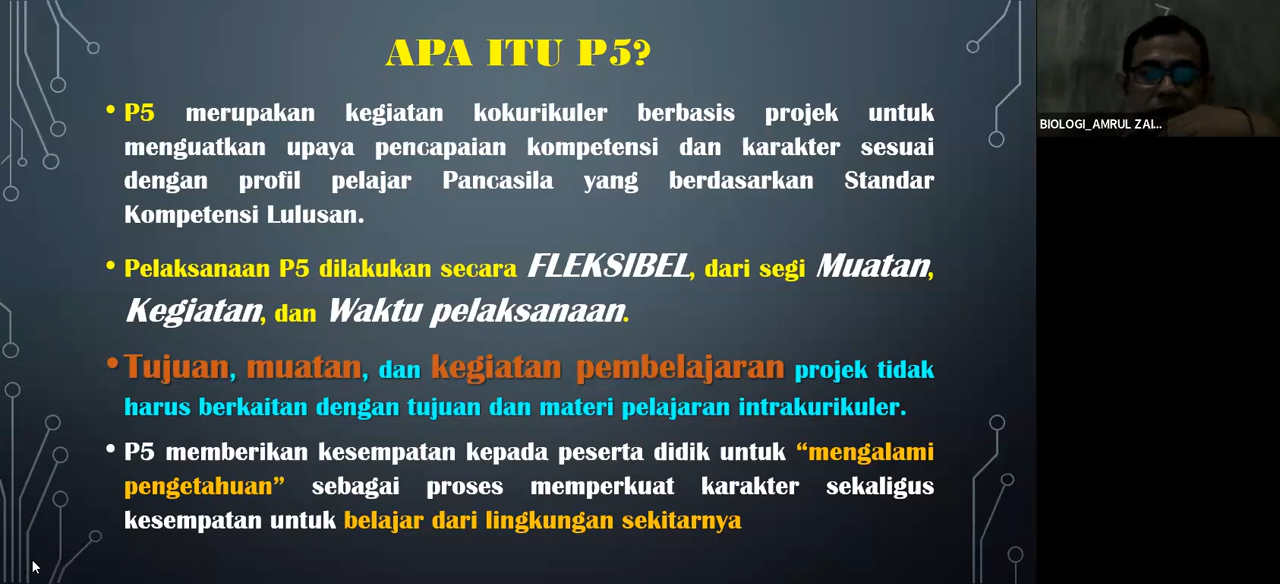 APA ITU P5?
• P5 merupakan kegiatan kokurikuler berbasis projek untuk
menguatkan upaya pencapaian kompetensi dan karakter sesuai
dengan profil pelajar Pancasila yang berdasarkan Standar
Kompetensi Lulusan.
• Pelaksanaan P5 dilakukan secara FLEKSIBEL, dari segi Muatan,
Kegiatan, dan Waktu pelaksanaan.
• Tujuan, muatan, dan kegiatan pembelajaran projek tidak
harus berkaitan dengan tujuan dan materi pelajaran intrakurikuler.
• P5 memberikan kesempatan kepada peserta didik untuk “mengalami
pengetahuan” sebagai proses memperkuat karakter sekaligus
kesempatan untuk belajar dari lingkungan sekitarnya
BIOLOGI_AMRUL ZAI...